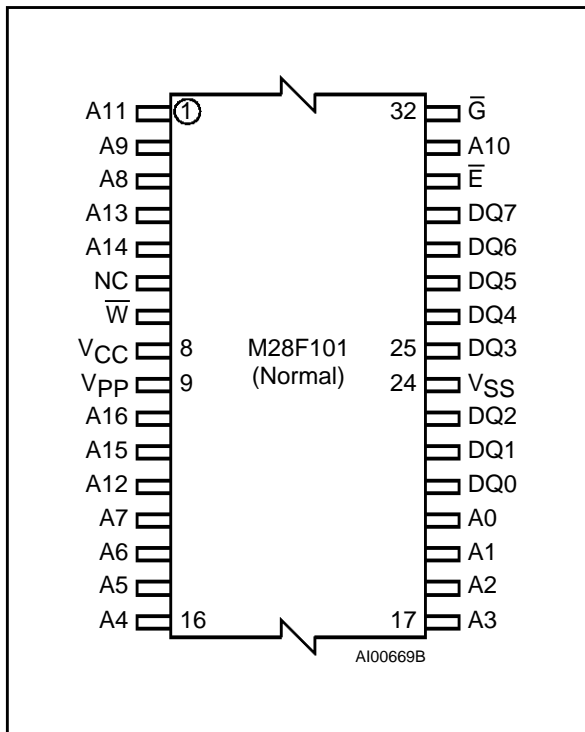 A11 1 32 G̅
A9 A10
A8 E̅
A13 DQ7
A14 DQ6
NC DQ5
W̅ DQ4
VCC 8 M28F101 25 DQ3
VPP 9 (Normal) 24 VSS
A16 DQ2
A15 DQ1
A12 DQ0
A7 A0
A6 A1
A5 A2
A4 16 17 A3
AI00669B